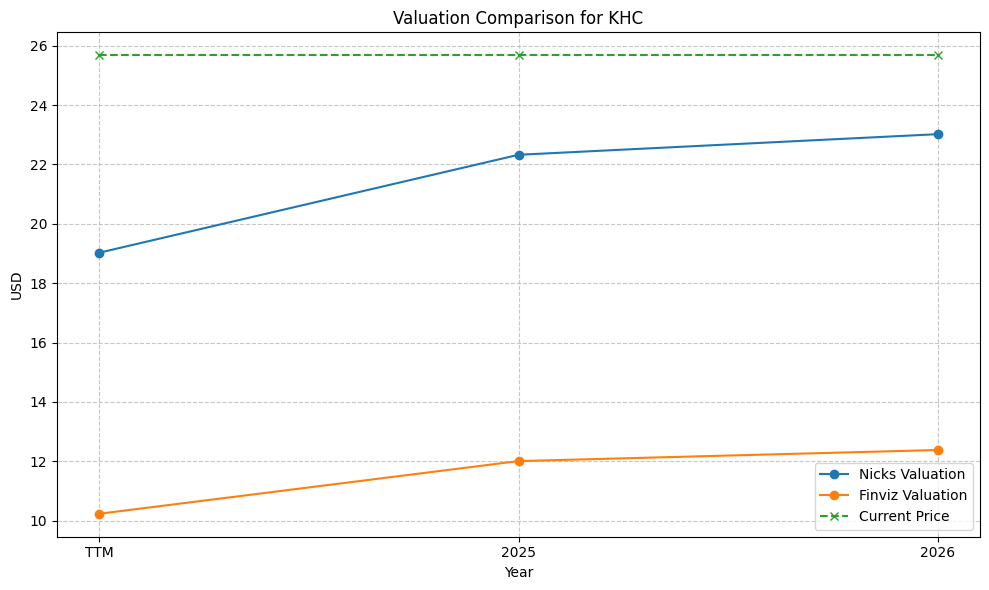 Valuation Comparison for KHC
USD
26
24
22
20
18
16
14
12
10
TTM
2025
2026
Year
Nicks Valuation
Finviz Valuation
Current Price